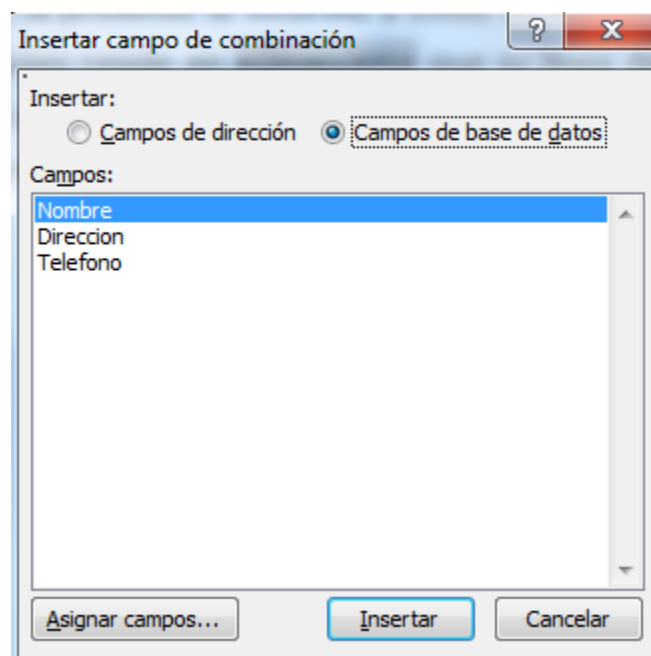 Insertar campo de combinación
Insertar:
Campos de dirección Campos de base de datos
Campos:
Nombre
Direccion
Telefono
Asignar campos... Insertar Cancelar